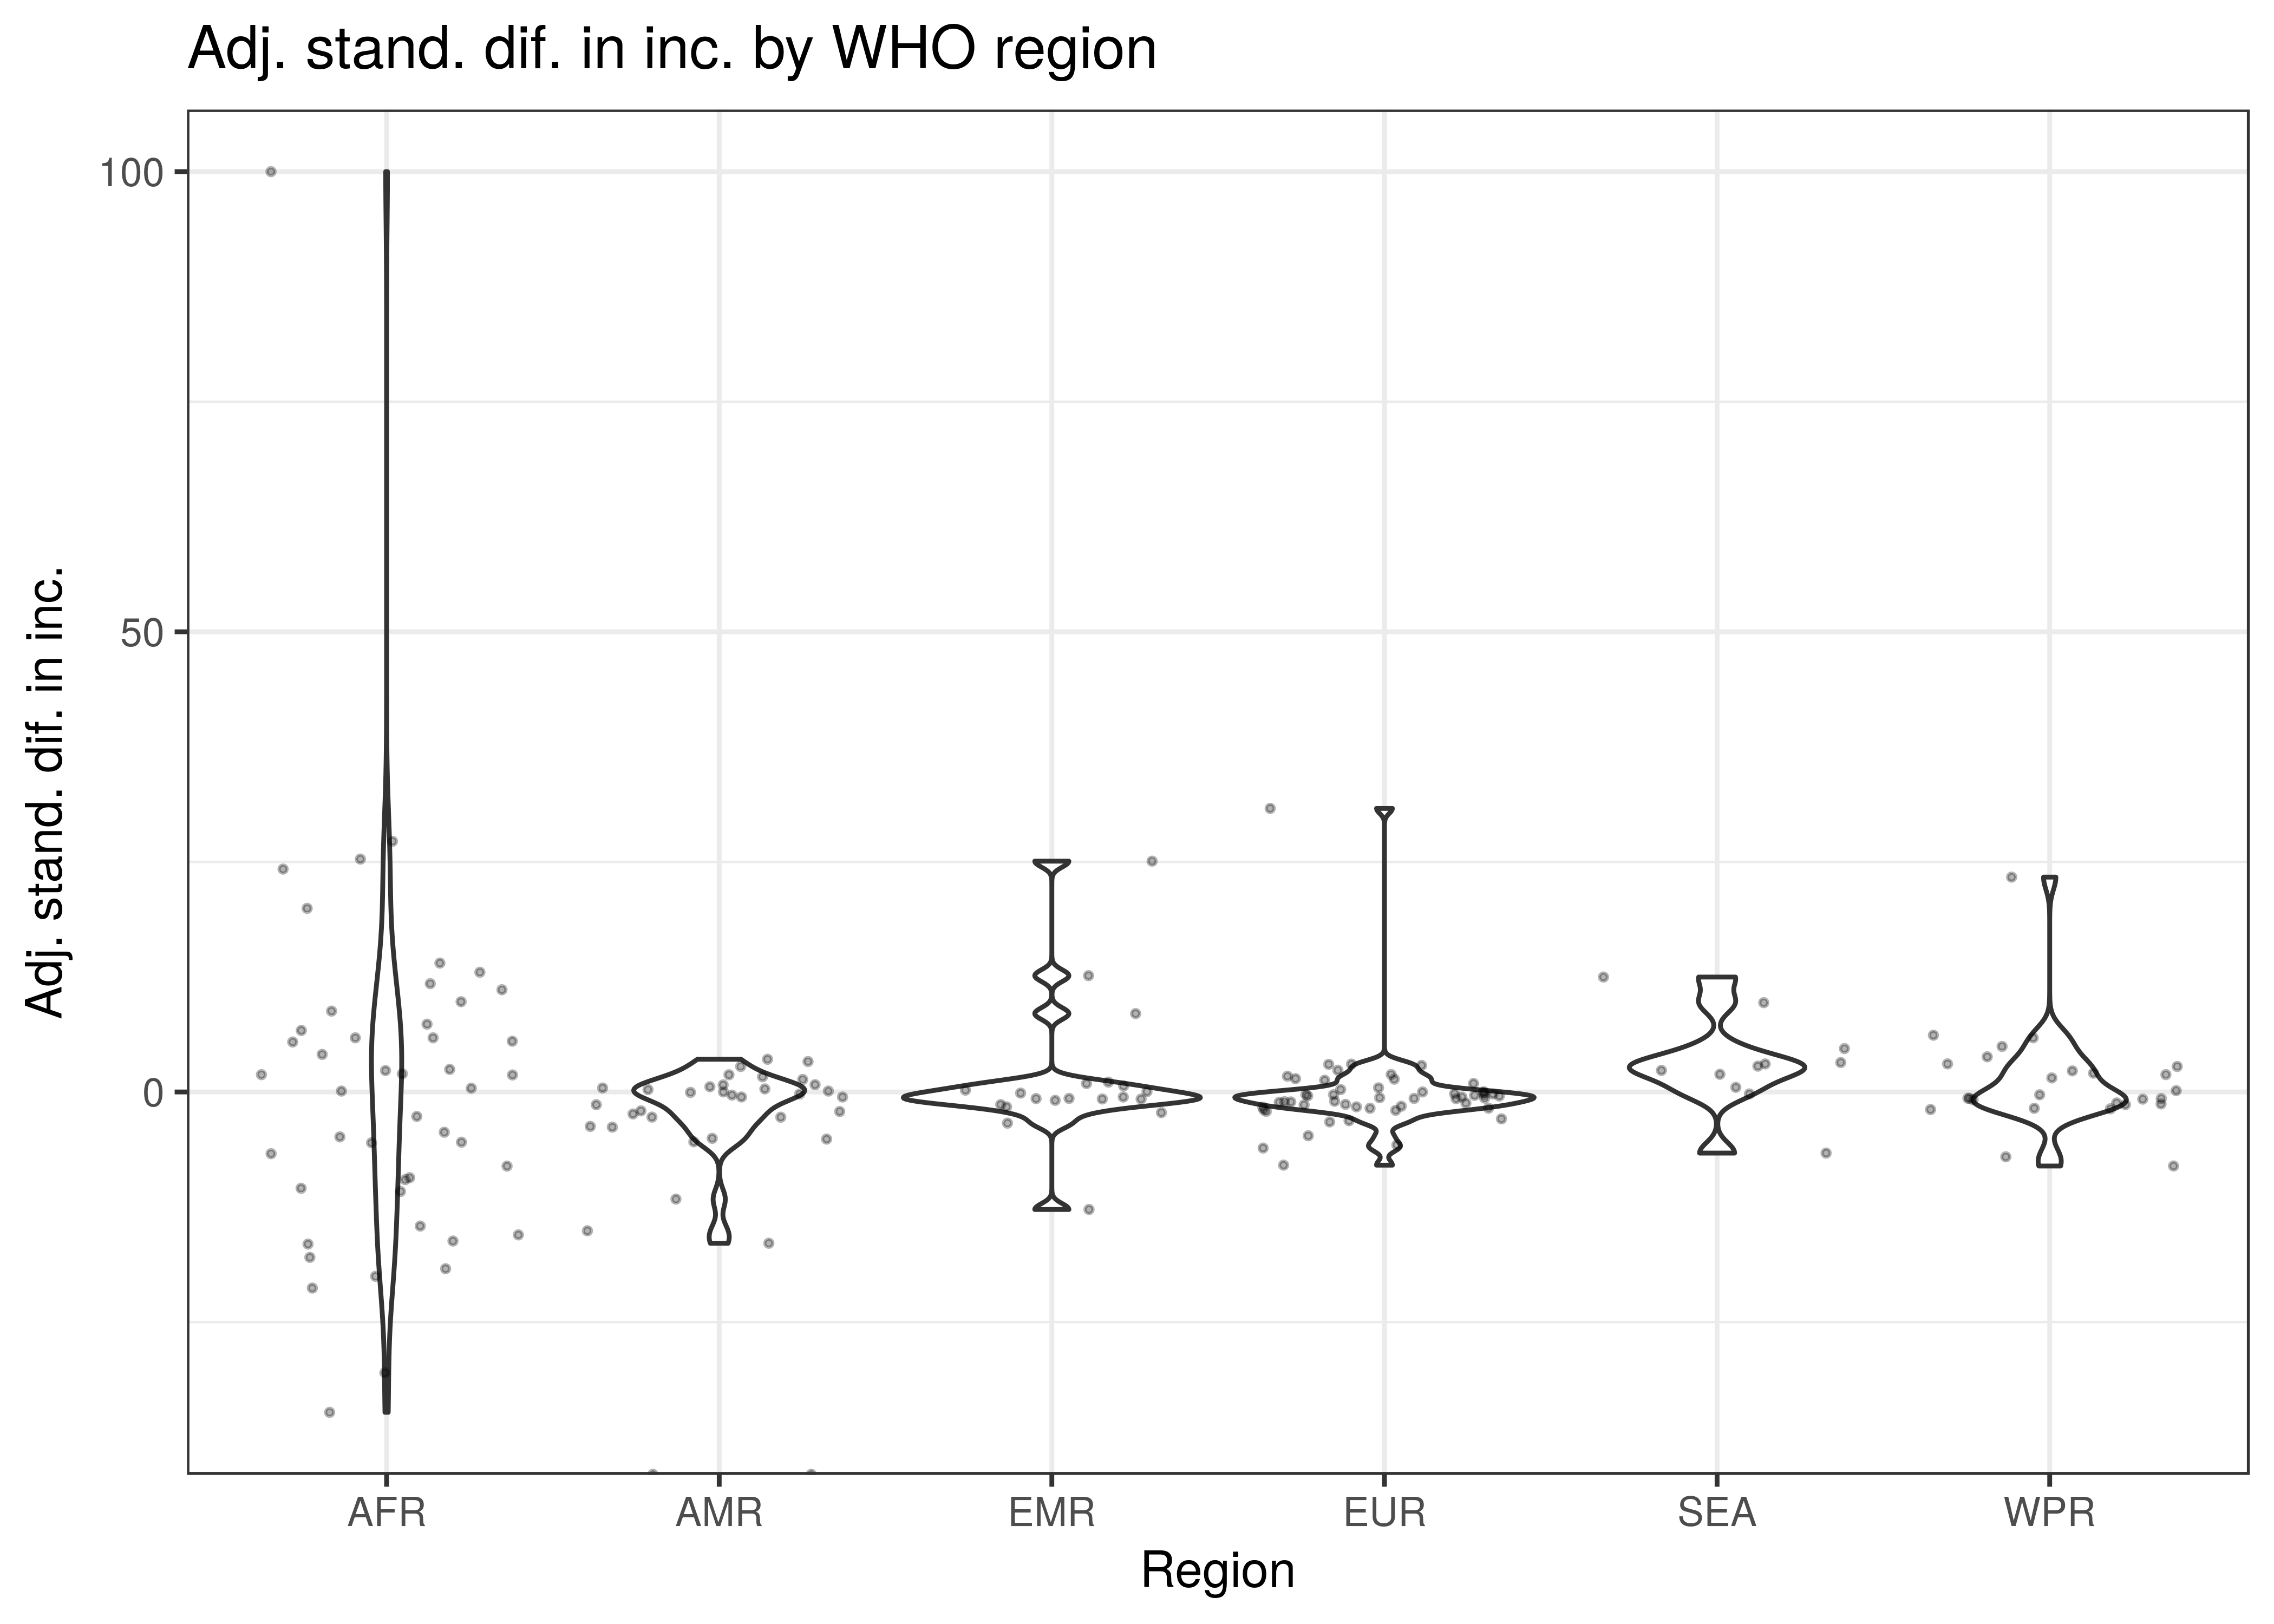 Adj. stand. dif. in inc. by WHO region
Adj. stand. dif. in inc.
100
50
0
AFR AMR EMR EUR SEA WPR
Region